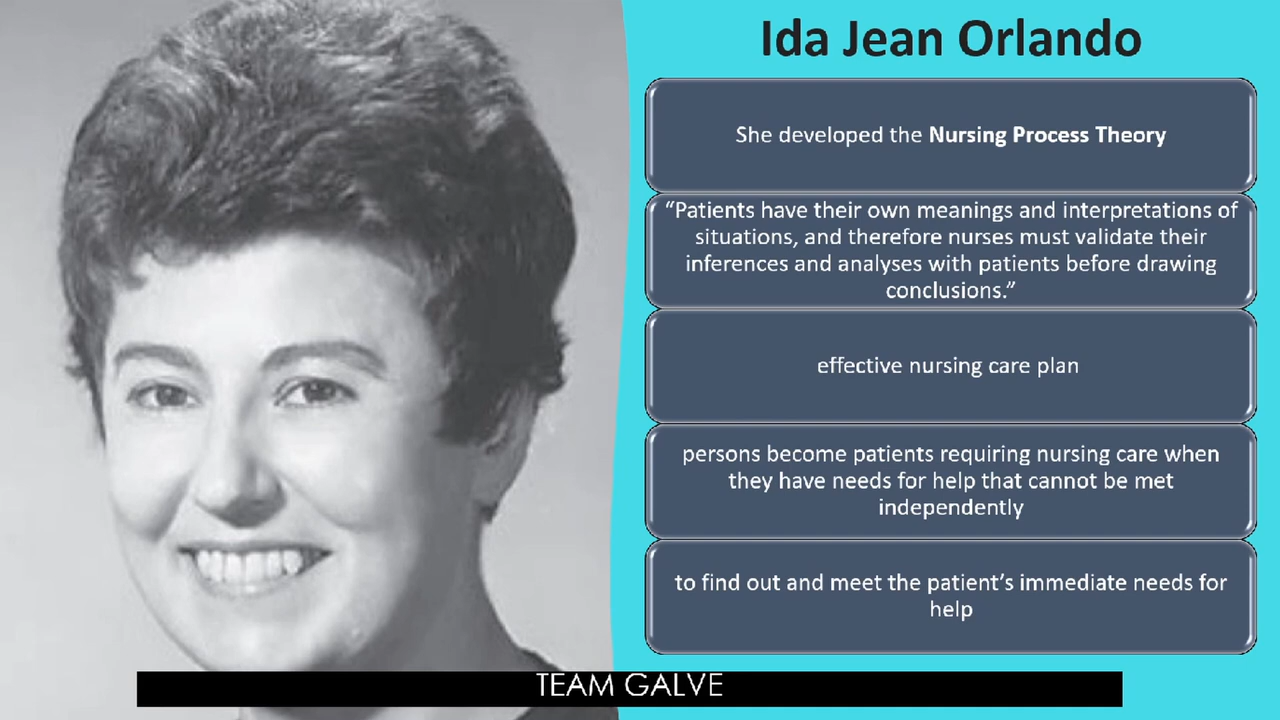 Ida Jean Orlando
She developed the Nursing Process Theory
“Patients have their own meanings and interpretations of
situations, and therefore nurses must validate their
inferences and analyses with patients before drawing
conclusions.”
effective nursing care plan
persons become patients requiring nursing care when
they have needs for help that cannot be met
independently
to find out and meet the patient’s immediate needs for
help
TEAM GALVE